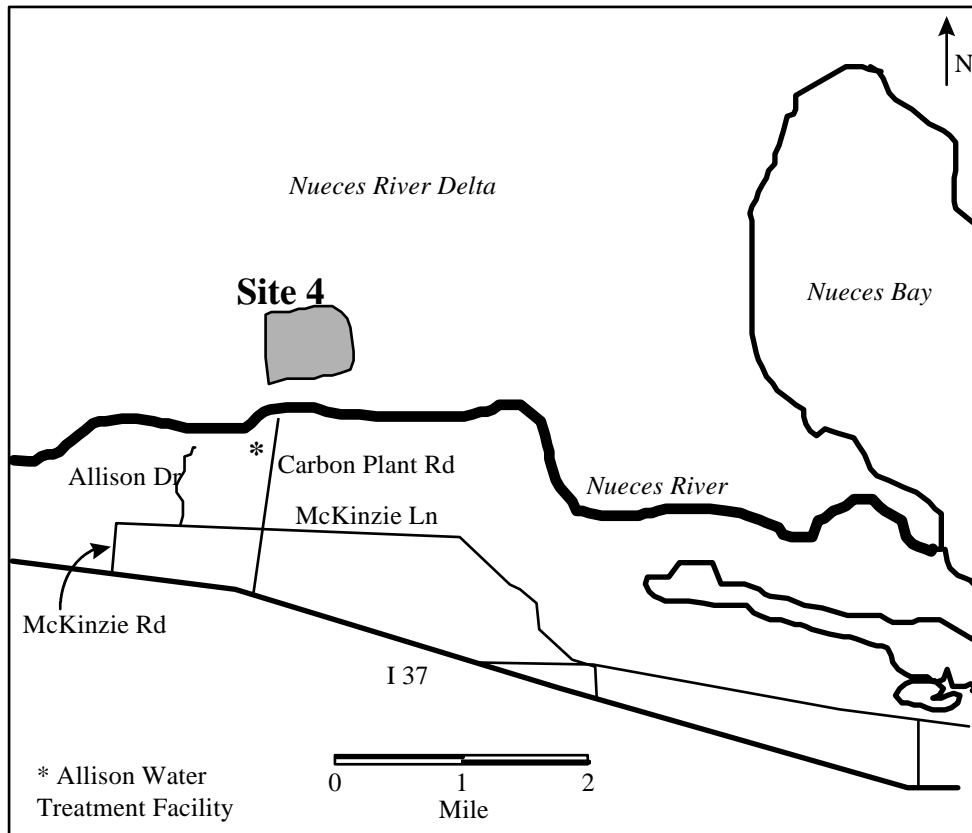 N
Nueces River Delta
Nueces Bay
Site 4
*
Allison Dr
Carbon Plant Rd
Nueces River
McKinzie Ln
McKinzie Rd
I 37
0 1 2
Mile
* Allison Water
Treatment Facility